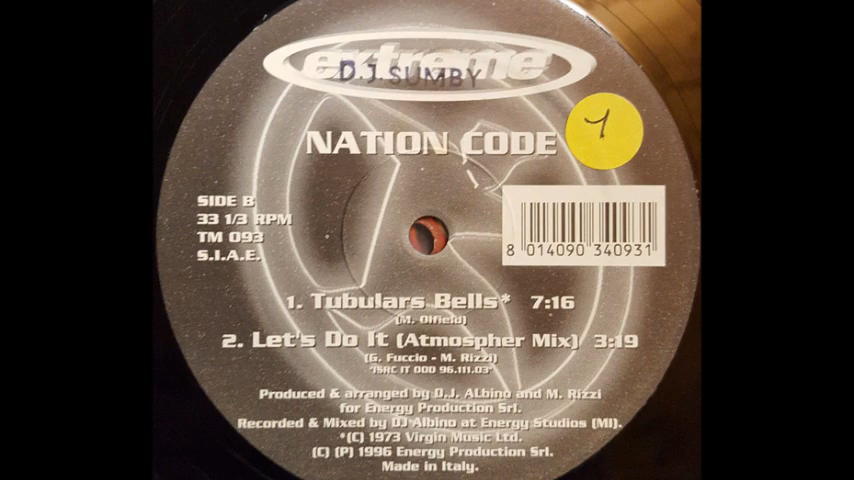 extreme
D.J. SUMBY
NATION CODE
1
SIDE B
33 1/3 RPM
TM 093
S.I.A.E.
8 014090 340931
1. Tubulars Bells* 7:16
(M. Olfield)
2. Let's Do It (Atmospher Mix) 3:19
(G. Fuccio - M. Rizzi)
"ISRC IT 00D 96.111.03"
Produced & arranged by D.J. ALbino and M. Rizzi
for Energy Production Srl.
Recorded & Mixed by DJ Albino at Energy Studios (MI).
*(C) 1973 Virgin Music Ltd.
(C) (P) 1996 Energy Production Srl.
Made in Italy.